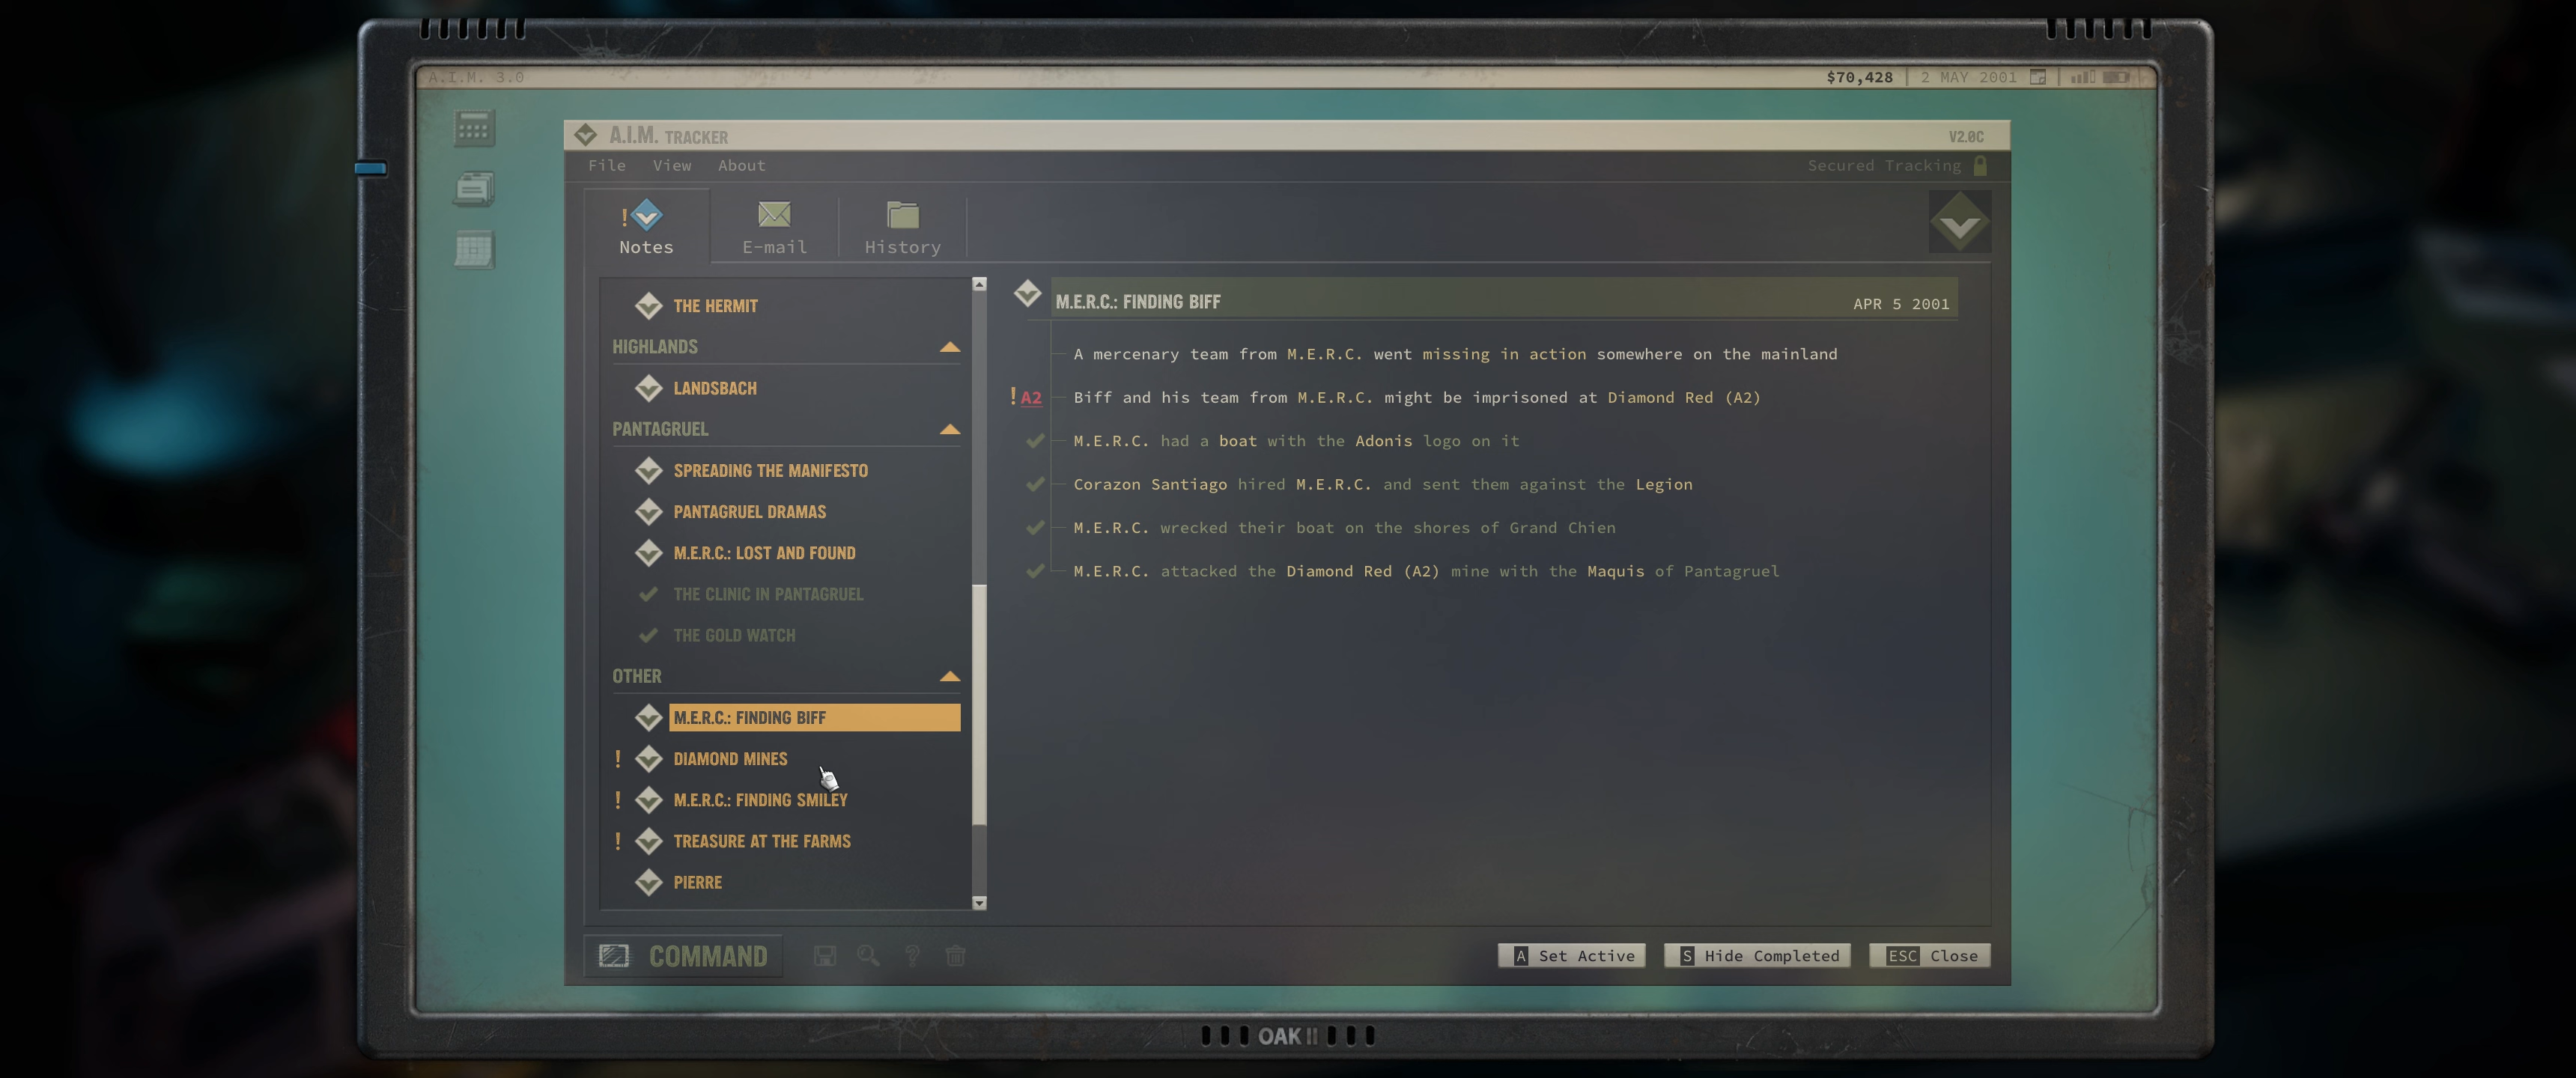 A.I.M. 3.0
$70,428 | 2 MAY 2001
A.I.M. TRACKER
V2.0C
File View About
Secured Tracking
! Notes
E-mail
History
THE HERMIT
HIGHLANDS
LANDSBACH
PANTAGRUEL
SPREADING THE MANIFESTO
PANTAGRUEL DRAMAS
M.E.R.C.: LOST AND FOUND
THE CLINIC IN PANTAGRUEL
THE GOLD WATCH
OTHER
M.E.R.C.: FINDING BIFF
! DIAMOND MINES
! M.E.R.C.: FINDING SMILEY
! TREASURE AT THE FARMS
PIERRE
M.E.R.C.: FINDING BIFF
APR 5 2001
A mercenary team from M.E.R.C. went missing in action somewhere on the mainland
! A2 Biff and his team from M.E.R.C. might be imprisoned at Diamond Red (A2)
M.E.R.C. had a boat with the Adonis logo on it
Corazon Santiago hired M.E.R.C. and sent them against the Legion
M.E.R.C. wrecked their boat on the shores of Grand Chien
M.E.R.C. attacked the Diamond Red (A2) mine with the Maquis of Pantagruel
COMMAND
?
A Set Active
S Hide Completed
ESC Close
OAK II